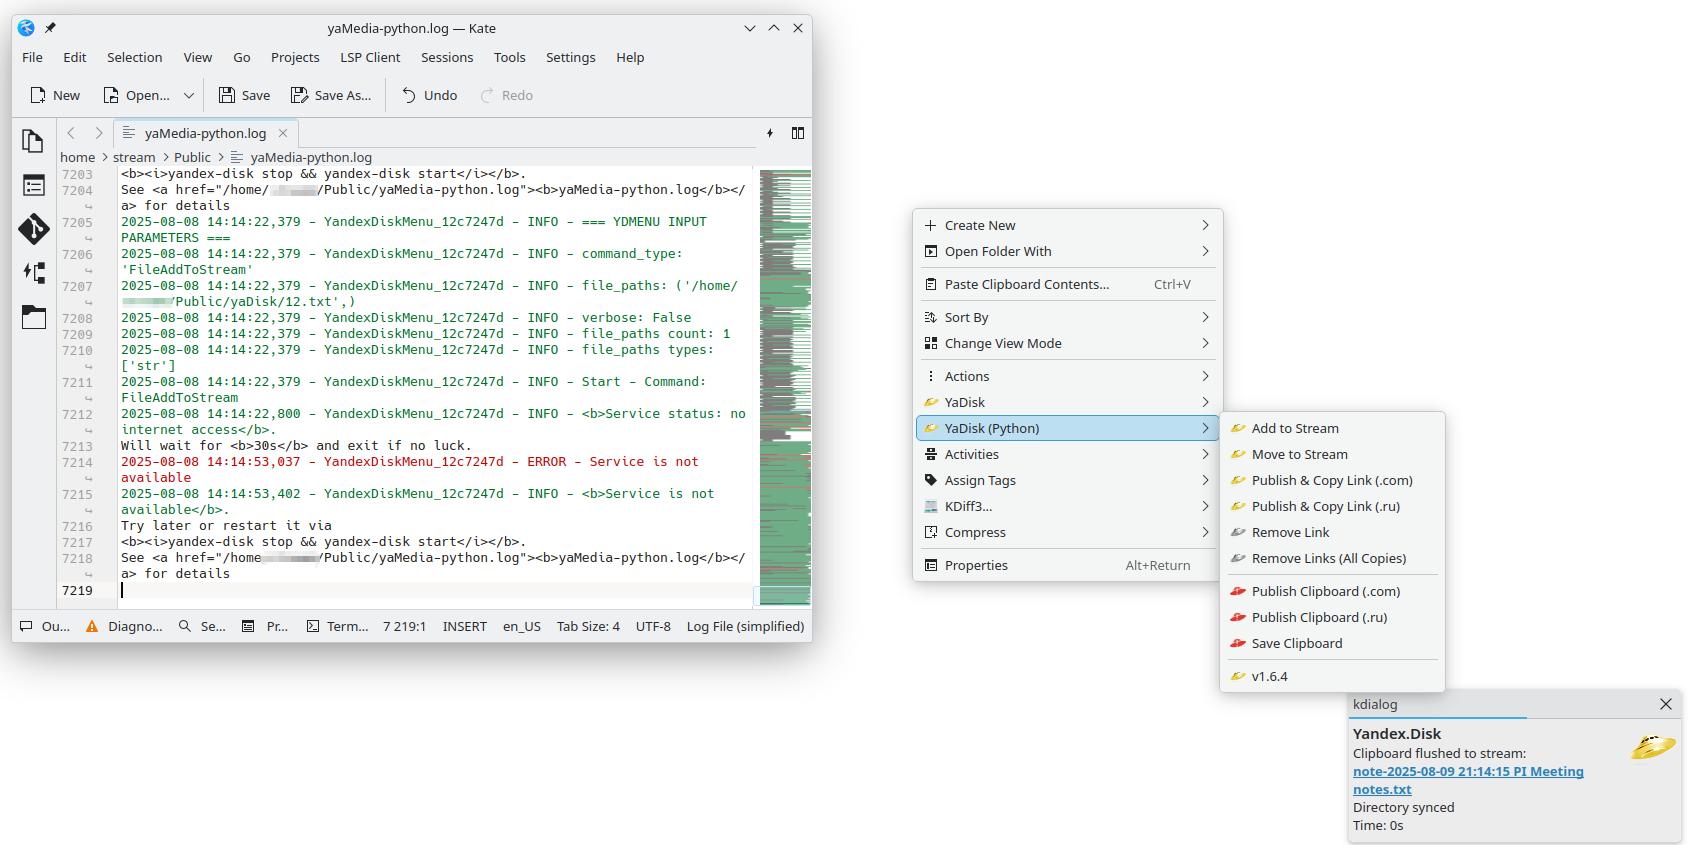 yaMedia-python.log — Kate
File Edit Selection View Go Projects LSP Client Sessions Tools Settings Help
New Open... Save Save As... Undo Redo
yaMedia-python.log
home stream Public yaMedia-python.log
7203 <b><i>yandex-disk stop && yandex-disk start</i></b>.
7204 See <a href="/home/ /Public/yaMedia-python.log"><b>yaMedia-python.log</b></
a> for details
7205 2025-08-08 14:14:22,379 - YandexDiskMenu_12c7247d - INFO - === YDMENU INPUT
PARAMETERS ===
7206 2025-08-08 14:14:22,379 - YandexDiskMenu_12c7247d - INFO - command_type:
'FileAddToStream'
7207 2025-08-08 14:14:22,379 - YandexDiskMenu_12c7247d - INFO - file_paths: ('/home/
/Public/yaDisk/12.txt',)
7208 2025-08-08 14:14:22,379 - YandexDiskMenu_12c7247d - INFO - verbose: False
7209 2025-08-08 14:14:22,379 - YandexDiskMenu_12c7247d - INFO - file_paths count: 1
7210 2025-08-08 14:14:22,379 - YandexDiskMenu_12c7247d - INFO - file_paths types:
['str']
7211 2025-08-08 14:14:22,379 - YandexDiskMenu_12c7247d - INFO - Start - Command:
FileAddToStream
7212 2025-08-08 14:14:22,800 - YandexDiskMenu_12c7247d - INFO - <b>Service status: no
internet access</b>.
7213 Will wait for <b>30s</b> and exit if no luck.
7214 2025-08-08 14:14:53,037 - YandexDiskMenu_12c7247d - ERROR - Service is not
available
7215 2025-08-08 14:14:53,402 - YandexDiskMenu_12c7247d - INFO - <b>Service is not
available</b>.
7216 Try later or restart it via
7217 <b><i>yandex-disk stop && yandex-disk start</i></b>.
7218 See <a href="/home /Public/yaMedia-python.log"><b>yaMedia-python.log</b></
a> for details
7219
Ou... Diagno... Se... Pr... Term... 7 219:1 INSERT en_US Tab Size: 4 UTF-8 Log File (simplified)
Create New
Open Folder With
Paste Clipboard Contents... Ctrl+V
Sort By
Change View Mode
Actions
YaDisk
YaDisk (Python)
Activities
Assign Tags
KDiff3...
Compress
Properties Alt+Return
Add to Stream
Move to Stream
Publish & Copy Link (.com)
Publish & Copy Link (.ru)
Remove Link
Remove Links (All Copies)
Publish Clipboard (.com)
Publish Clipboard (.ru)
Save Clipboard
v1.6.4
kdialog
Yandex.Disk
Clipboard flushed to stream:
note-2025-08-09 21:14:15 PI Meeting
notes.txt
Directory synced
Time: 0s